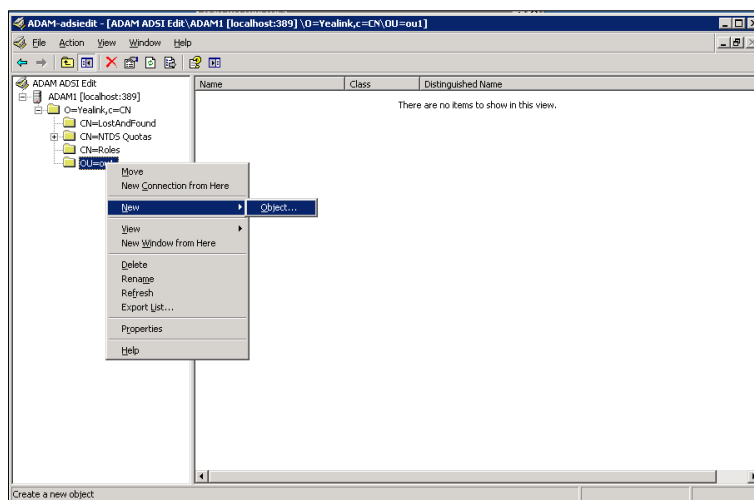 ADAM-adsiedit - [ADAM ADSI Edit\ADAM1 [localhost:389]\O=Yealink,c=CN\OU=ou1]
File Action View Window Help
ADAM ADSI Edit
ADAM1 [localhost:389]
O=Yealink,c=CN
CN=LostAndFound
CN=NTDS Quotas
CN=Roles
OU=ou1
Name Class Distinguished Name
There are no items to show in this view.
Move
New Connection from Here
New
Object...
View
New Window from Here
Delete
Rename
Refresh
Export List...
Properties
Help
Create a new object